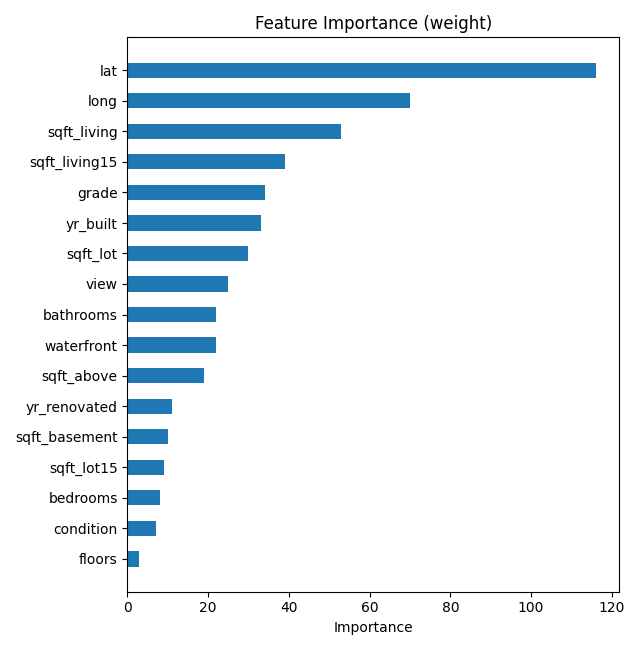 Feature Importance (weight)
lat
long
sqft_living
sqft_living15
grade
yr_built
sqft_lot
view
bathrooms
waterfront
sqft_above
yr_renovated
sqft_basement
sqft_lot15
bedrooms
condition
floors
0 20 40 60 80 100 120
Importance